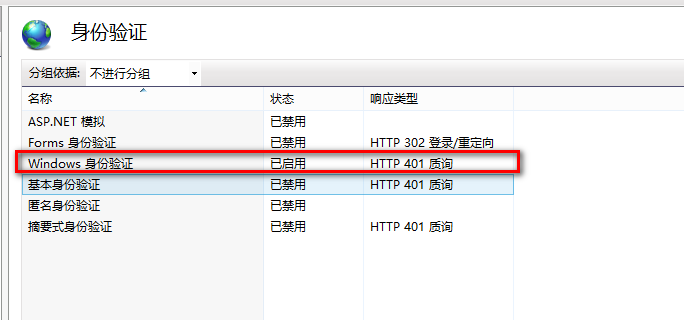 身份验证
分组依据: 不进行分组
名称 状态 响应类型
ASP.NET 模拟 已禁用
Forms 身份验证 已禁用 HTTP 302 登录/重定向
Windows 身份验证 已启用 HTTP 401 质询
基本身份验证 已禁用 HTTP 401 质询
匿名身份验证 已禁用
摘要式身份验证 已禁用 HTTP 401 质询